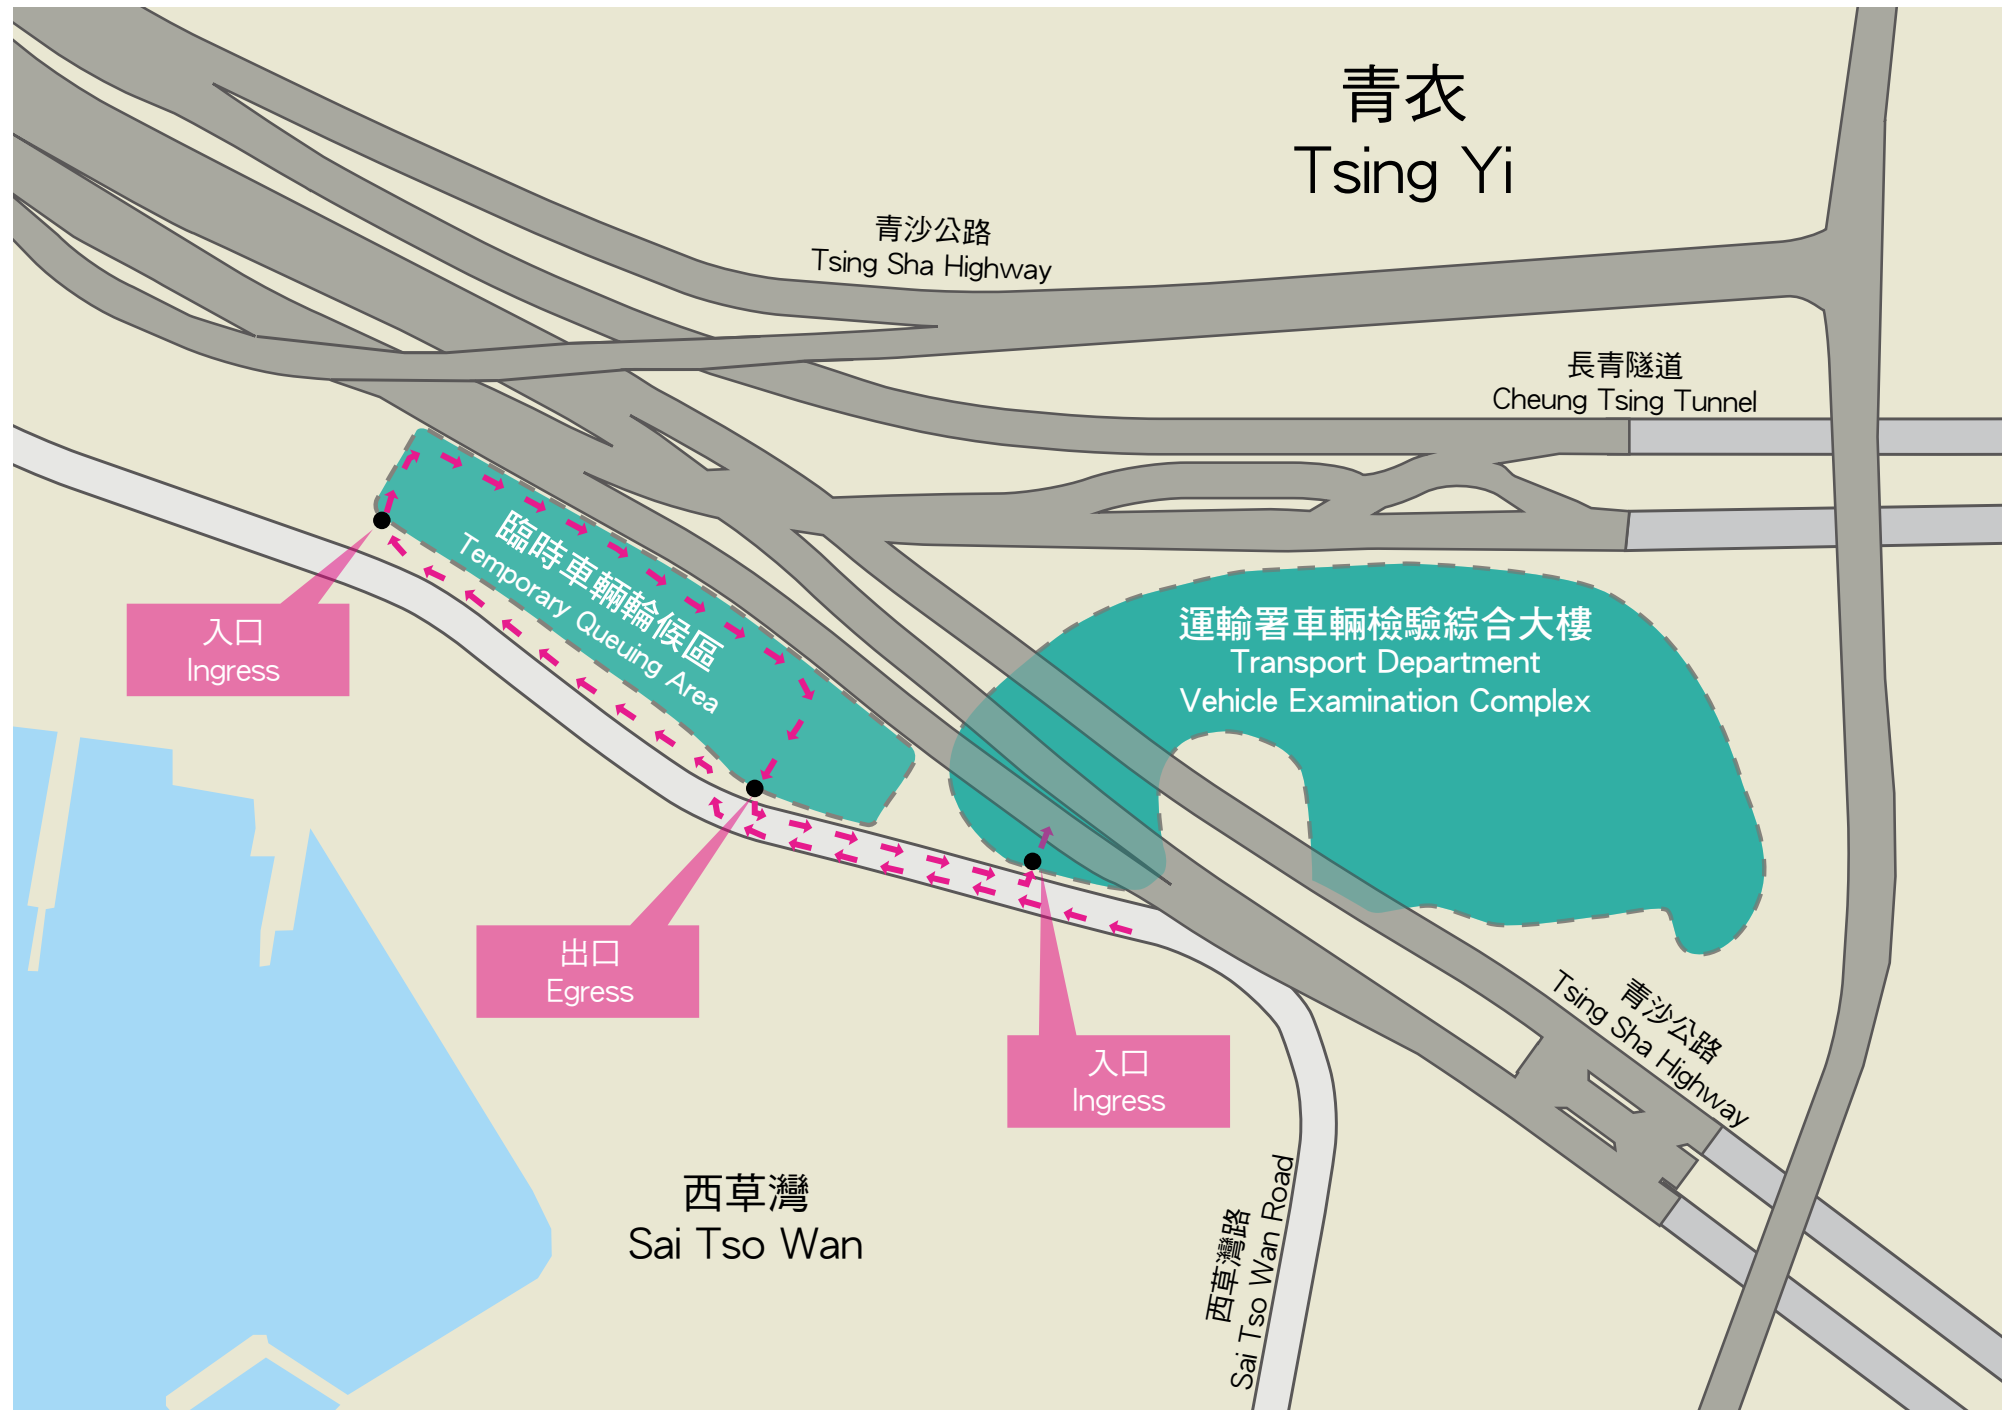 青衣
Tsing Yi
青沙公路
Tsing Sha Highway
長青隧道
Cheung Tsing Tunnel
臨時車輛輪候區
Temporary Queuing Area
運輸署車輛檢驗綜合大樓
Transport Department
Vehicle Examination Complex
入口
Ingress
出口
Egress
入口
Ingress
青沙公路
Tsing Sha Highway
西草灣
Sai Tso Wan
西草灣路
Sai Tso Wan Road